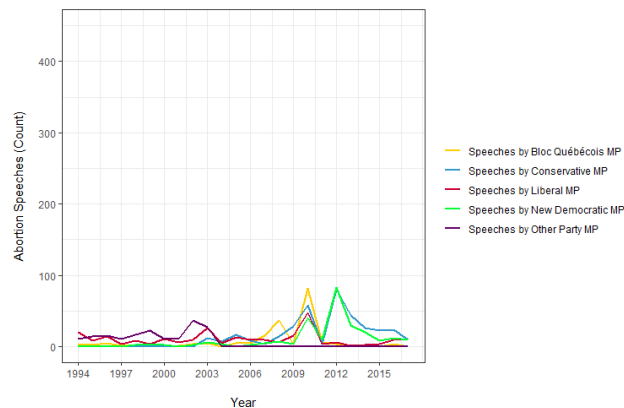 400
300
200
100
0
Abortion Speeches (Count)
1994 1997 2000 2003 2006 2009 2012 2015
Year
Speeches by Bloc Québécois MP
Speeches by Conservative MP
Speeches by Liberal MP
Speeches by New Democratic MP
Speeches by Other Party MP